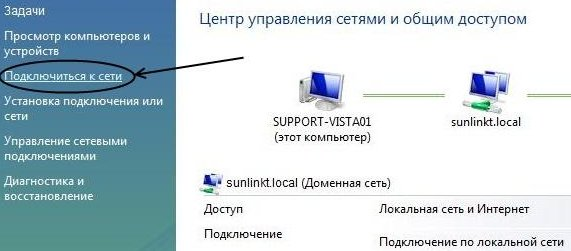 Задачи
Просмотр компьютеров и
устройств
Подключиться к сети
Установка подключения или
сети
Управление сетевыми
подключениями
Диагностика и
восстановление
Центр управления сетями и общим доступом
SUPPORT-VISTA01
(этот компьютер)
sunlinkt.local
sunlinkt.local (Доменная сеть)
Доступ
Локальная сеть и Интернет
Подключение
Подключение по локальной сети